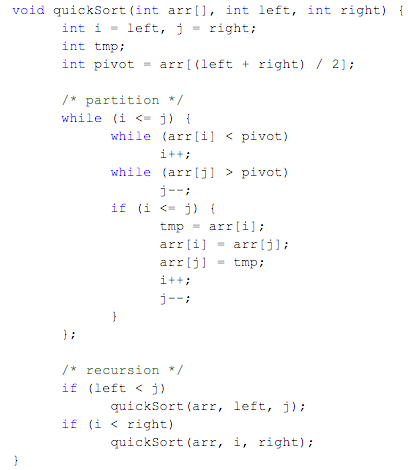 void quickSort(int arr[], int left, int right) {
      int i = left, j = right;
      int tmp;
      int pivot = arr[(left + right) / 2];

      /* partition */
      while (i <= j) {
            while (arr[i] < pivot)
                  i++;
            while (arr[j] > pivot)
                  j--;
            if (i <= j) {
                  tmp = arr[i];
                  arr[i] = arr[j];
                  arr[j] = tmp;
                  i++;
                  j--;
            }
      };

      /* recursion */
      if (left < j)
            quickSort(arr, left, j);
      if (i < right)
            quickSort(arr, i, right);
}